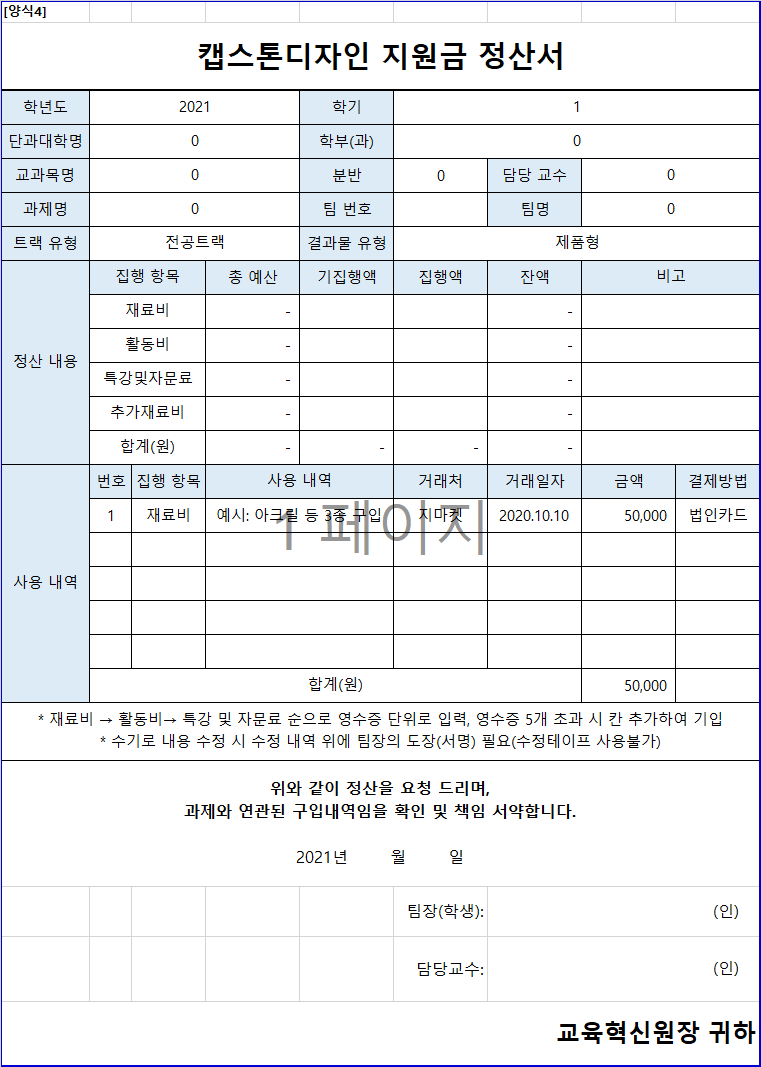 [양식4]
캡스톤디자인 지원금 정산서
학년도 2021 학기 1
단과대학명 0 학부(과) 0
교과목명 0 분반 0 담당 교수 0
과제명 0 팀 번호 팀명 0
트랙 유형 전공트랙 결과물 유형 제품형
정산 내용
집행 항목 총 예산 기집행액 집행액 잔액 비고
재료비 - -
활동비 - -
특강및자문료 - -
추가재료비 - -
합계(원) - - - -
사용 내역
번호 집행 항목 사용 내역 거래처 거래일자 금액 결제방법
1 재료비 예시: 아크릴 등 3종 구입 지마켓 2020.10.10 50,000 법인카드
1 페이지
합계(원) 50,000
* 재료비 → 활동비→ 특강 및 자문료 순으로 영수증 단위로 입력, 영수증 5개 초과 시 칸 추가하여 기입
* 수기로 내용 수정 시 수정 내역 위에 팀장의 도장(서명) 필요(수정테이프 사용불가)
위와 같이 정산을 요청 드리며,
과제와 연관된 구입내역임을 확인 및 책임 서약합니다.
2021년 월 일
팀장(학생): (인)
담당교수: (인)
교육혁신원장 귀하